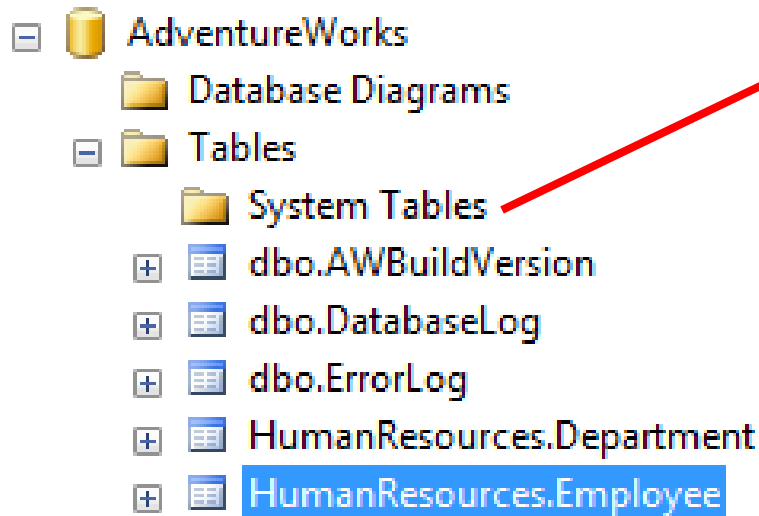 AdventureWorks
Database Diagrams
Tables
System Tables
dbo.AWBuildVersion
dbo.DatabaseLog
dbo.ErrorLog
HumanResources.Department
HumanResources.Employee